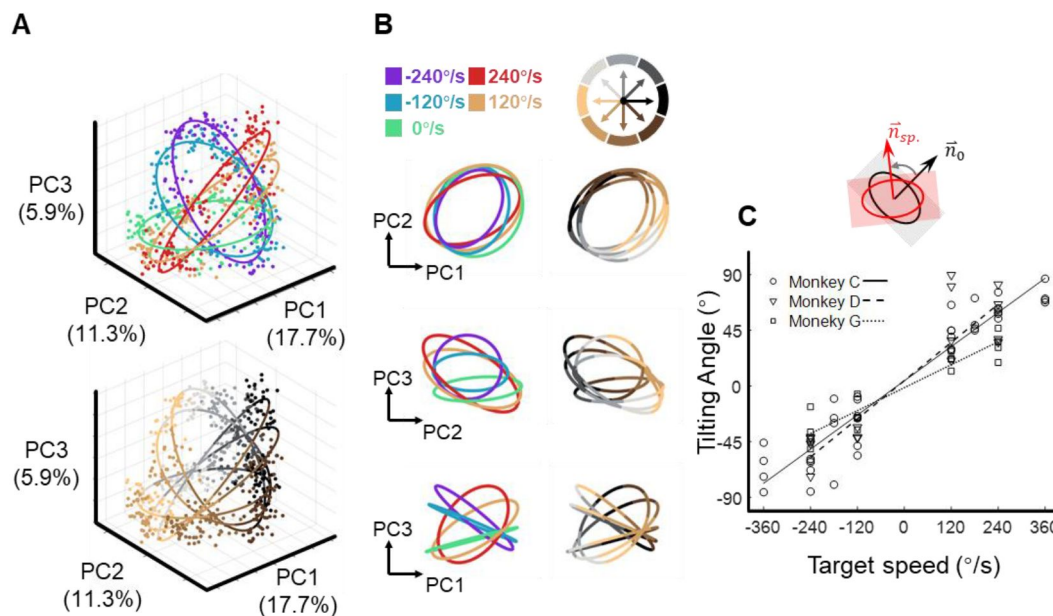 A
PC3
(5.9%)
PC2
(11.3%)
PC1
(17.7%)
PC3
(5.9%)
PC2
(11.3%)
PC1
(17.7%)
B
-240°/s 240°/s
-120°/s 120°/s
0°/s
PC2
PC1
PC3
PC2
PC3
PC1
C
n sp.
n 0
Monkey C
Monkey D
Moneky G
Tilting Angle (°)
90
45
0
-45
-90
-360 -240 -120 0 120 240 360
Target speed (°/s)